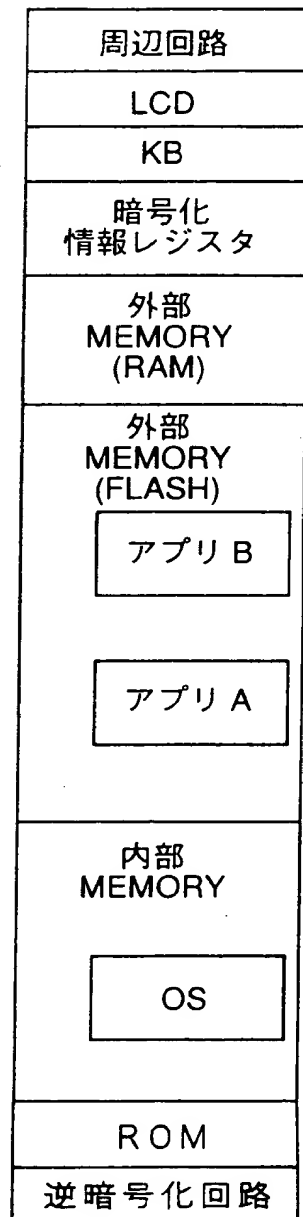 周辺回路
LCD
KB
暗号化
情報レジスタ
外部
MEMORY
(RAM)
外部
MEMORY
(FLASH)
アプリ B
アプリ A
内部
MEMORY
OS
ROM
逆暗号化回路